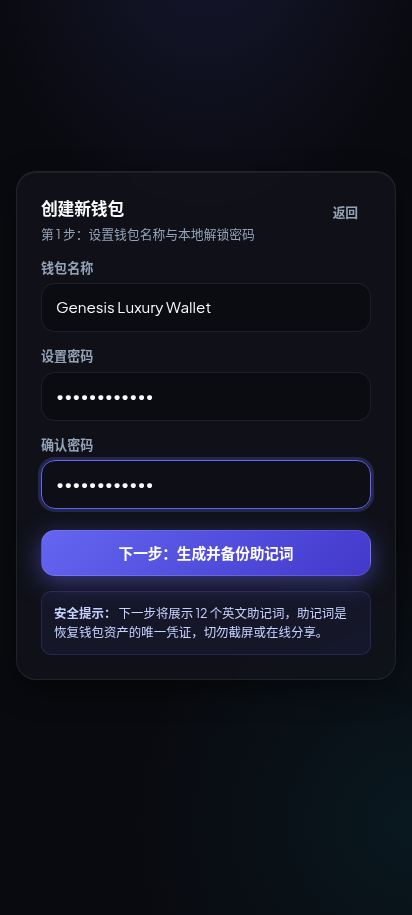 创建新钱包
返回
第 1 步：设置钱包名称与本地解锁密码
钱包名称
Genesis Luxury Wallet
设置密码
••••••••••••
确认密码
••••••••••••
下一步：生成并备份助记词
安全提示： 下一步将展示 12 个英文助记词，助记词是
恢复钱包资产的唯一凭证，切勿截屏或在线分享。